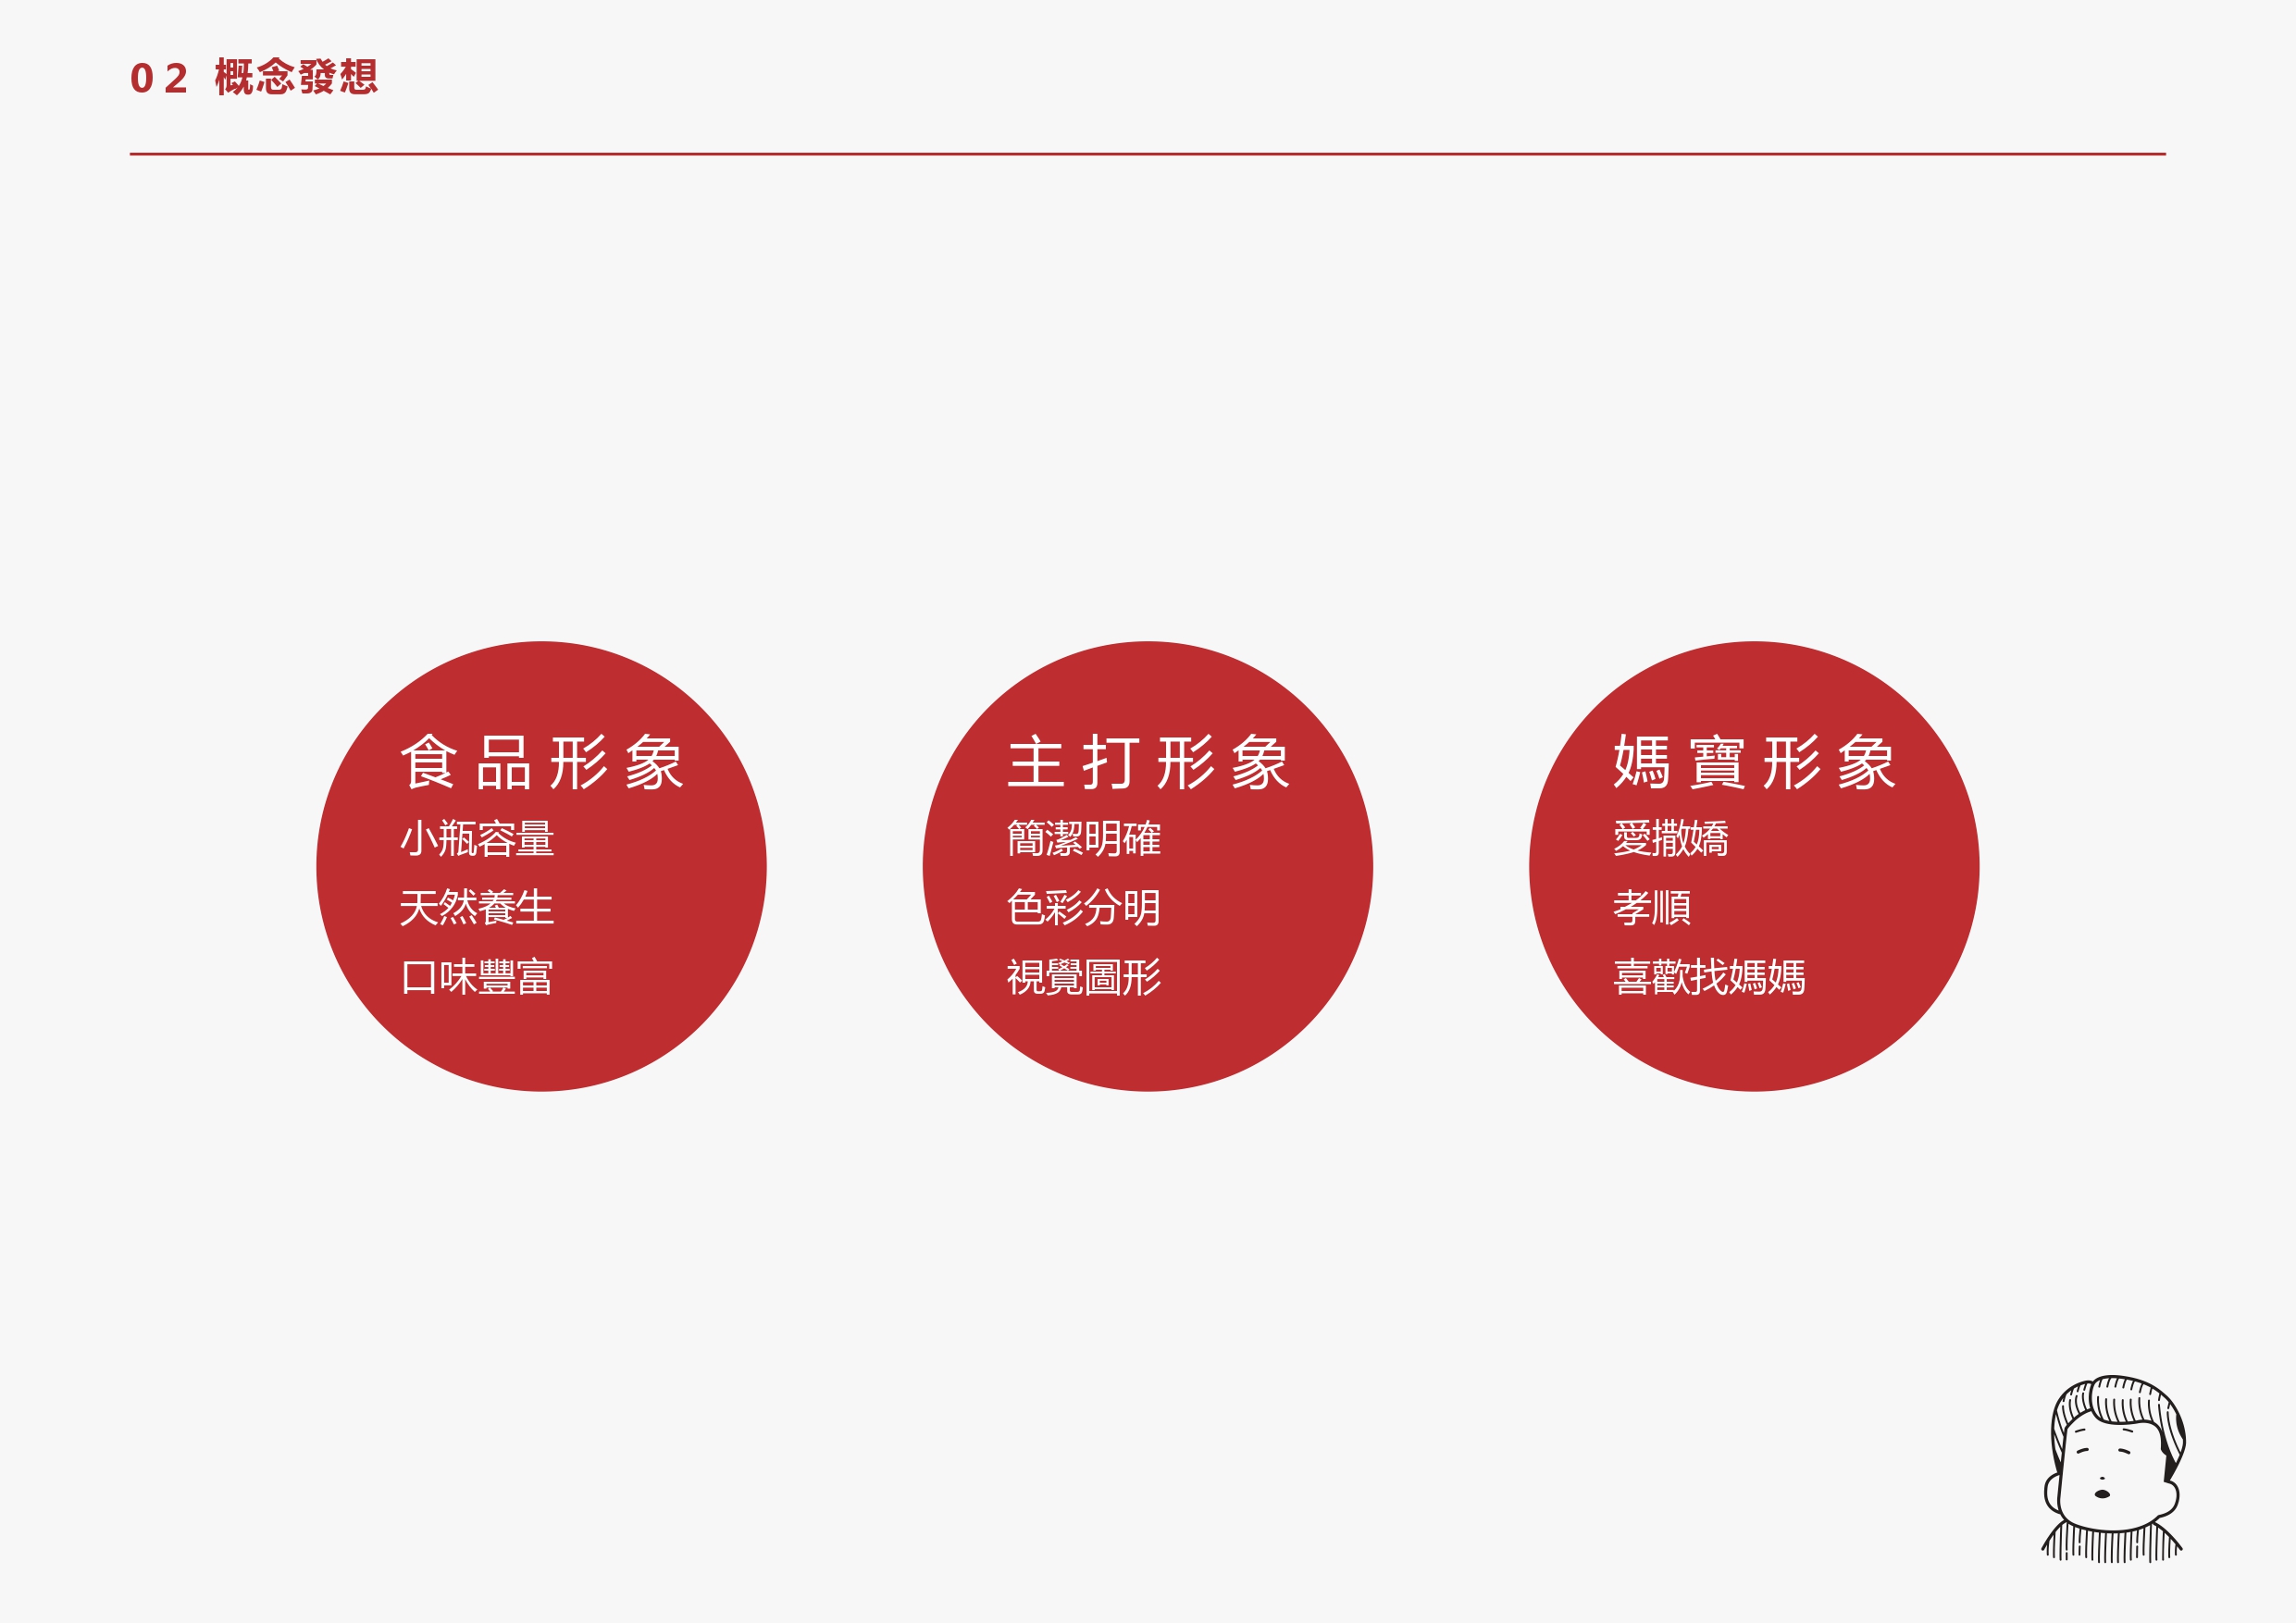 02 概念發想
食品形象
小瓶容量
天然養生
口味豐富
主打形象
簡潔明確
色彩分明
視覺圖形
媽寶形象
愛撒嬌
孝順
喜歡找媽媽